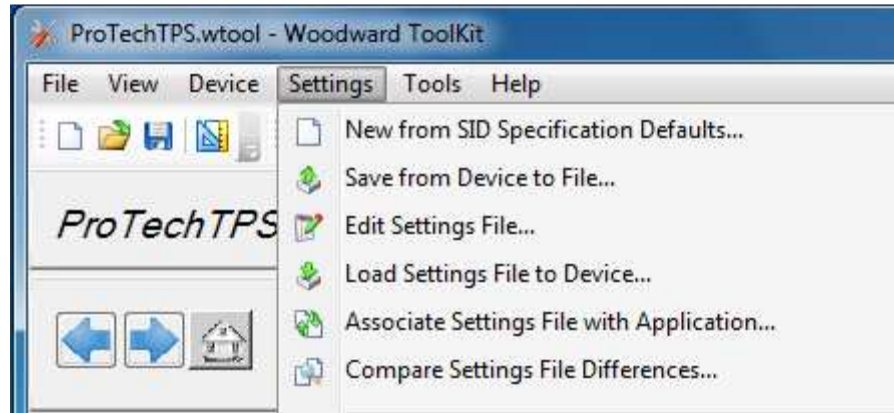 ProTechTPS.wtool - Woodward ToolKit
File View Device Settings Tools Help
New from SID Specification Defaults...
Save from Device to File...
ProTechTPS
Edit Settings File...
Load Settings File to Device...
Associate Settings File with Application...
Compare Settings File Differences...